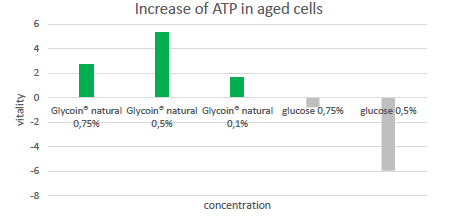 Increase of ATP in aged cells
6
4
2
0
-2
-4
-6
-8
vitality
Glycoin® natural 0,75%
Glycoin® natural 0,5%
Glycoin® natural 0,1%
glucose 0,75%
glucose 0,5%
concentration